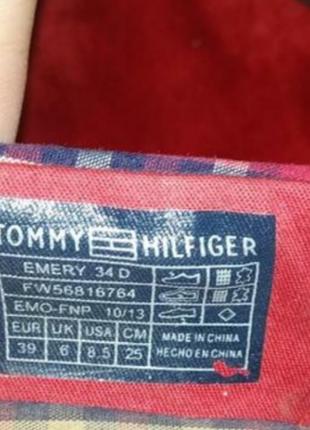 TOMMY HILFIGER
EMERY 34 D
FW56816764
EMO-FNP 10/13
EUR UK USA CM
39 6 8.5 25
MADE IN CHINA
HECHO EN CHINA